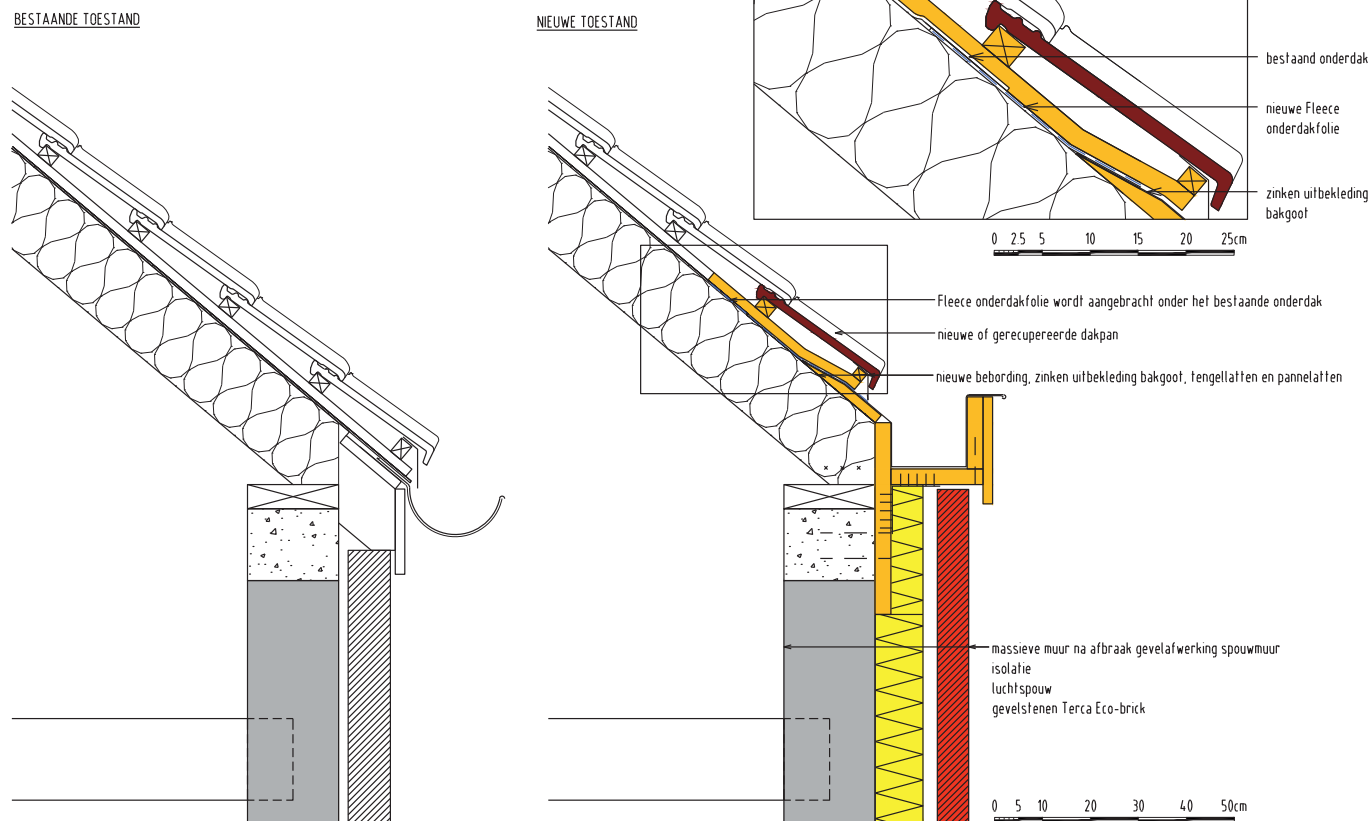 BESTAANDE TOESTAND
NIEUWE TOESTAND
bestaand onderdak
nieuwe Fleece
onderdakfolie
zinken uitbekleding
bakgoot
0 2.5 5 10 15 20 25cm
Fleece onderdakfolie wordt aangebracht onder het bestaande onderdak
nieuwe of gerecupereerde dakpan
nieuwe bebording, zinken uitbekleding bakgoot, tengellatten en pannelatten
massieve muur na afbraak gevelafwerking spouwmuur
isolatie
luchtspouw
gevelstenen Terca Eco-brick
0 5 10 20 30 40 50cm